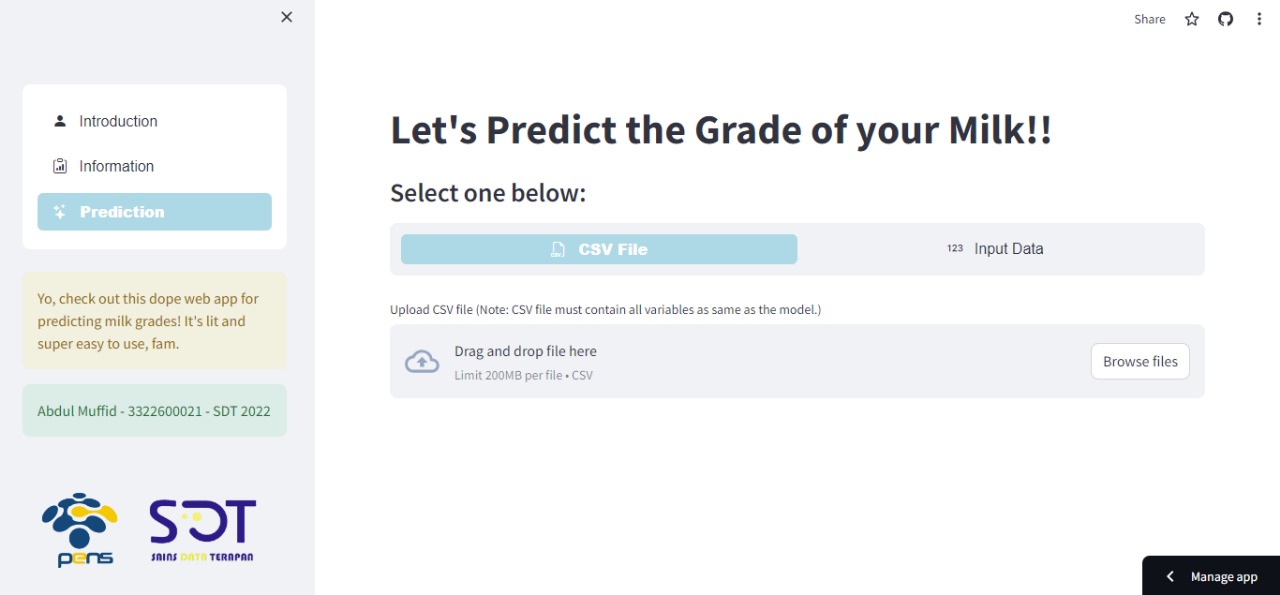 Share
Introduction
Information
Prediction
Yo, check out this dope web app for
predicting milk grades! It's lit and
super easy to use, fam.
Abdul Muffid - 3322600021 - SDT 2022
pens
SDT
SAINS DATA TERAPAN
Let's Predict the Grade of your Milk!!
Select one below:
CSV File
123 Input Data
Upload CSV file (Note: CSV file must contain all variables as same as the model.)
Drag and drop file here
Limit 200MB per file • CSV
Browse files
Manage app